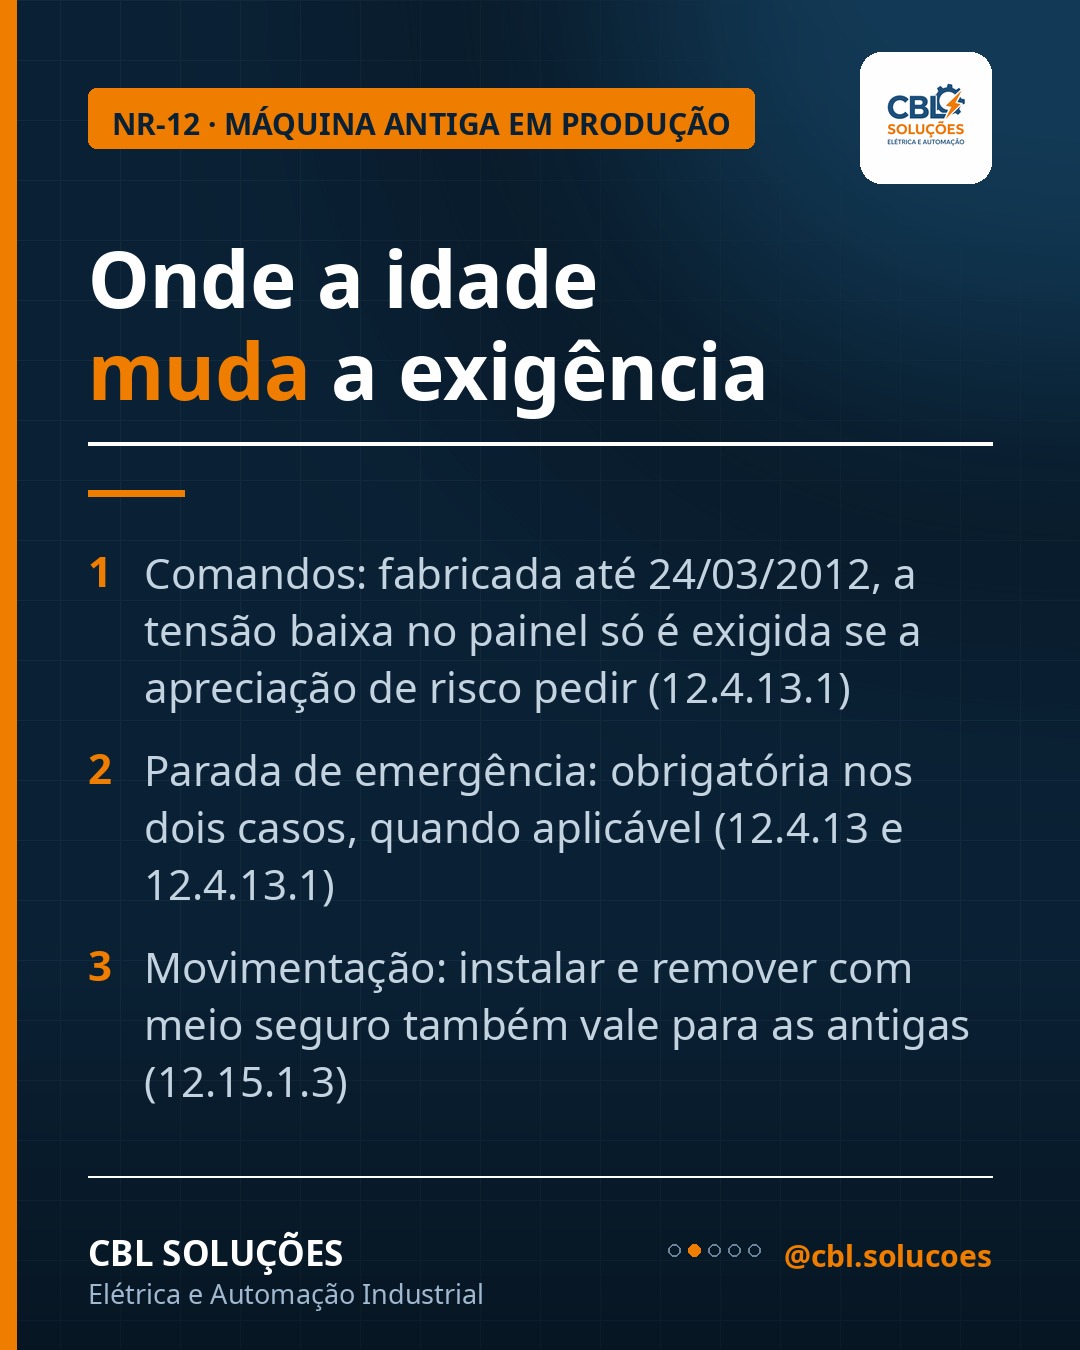 NR-12 · MÁQUINA ANTIGA EM PRODUÇÃO
CBL
SOLUÇÕES
ELÉTRICA E AUTOMAÇÃO
Onde a idade
muda a exigência
1 Comandos: fabricada até 24/03/2012, a
tensão baixa no painel só é exigida se a
apreciação de risco pedir (12.4.13.1)
2 Parada de emergência: obrigatória nos
dois casos, quando aplicável (12.4.13 e
12.4.13.1)
3 Movimentação: instalar e remover com
meio seguro também vale para as antigas
(12.15.1.3)
CBL SOLUÇÕES
@cbl.solucoes
Elétrica e Automação Industrial